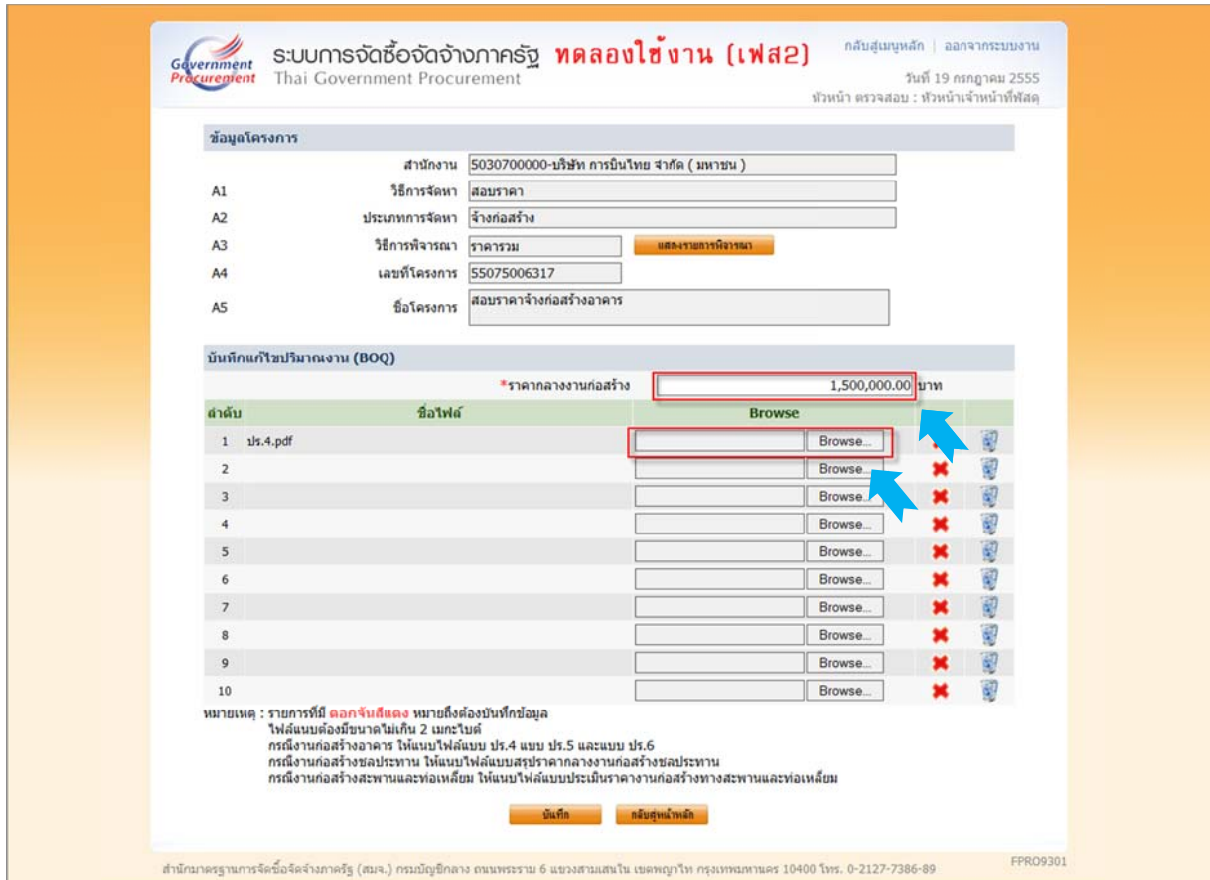 Government Procurement
ระบบการจัดซื้อจัดจ้างภาครัฐ ทดลองใช้งาน (เฟส2)
Thai Government Procurement
กลับสู่เมนูหลัก | ออกจากระบบงาน
วันที่ 19 กรกฎาคม 2555
หัวหน้า ตรวจสอบ : หัวหน้าเจ้าหน้าที่พัสดุ
ข้อมูลโครงการ
สำนักงาน 5030700000-บริษัท การบินไทย จำกัด ( มหาชน )
A1 วิธีการจัดหา สอบราคา
A2 ประเภทการจัดหา จ้างก่อสร้าง
A3 วิธีการพิจารณา ราคารวม แสดงรายการพิจารณา
A4 เลขที่โครงการ 55075006317
A5 ชื่อโครงการ สอบราคาจ้างก่อสร้างอาคาร
บันทึกแก้ไขปริมาณงาน (BOQ)
*ราคากลางงานก่อสร้าง 1,500,000.00 บาท
ลำดับ ชื่อไฟล์ Browse
1 ปร.4.pdf Browse...
2 Browse...
3 Browse...
4 Browse...
5 Browse...
6 Browse...
7 Browse...
8 Browse...
9 Browse...
10 Browse...
หมายเหตุ : รายการที่มี ดอกจันสีแดง หมายถึงต้องบันทึกข้อมูล
ไฟล์แนบต้องมีขนาดไม่เกิน 2 เมกะไบต์
กรณีงานก่อสร้างอาคาร ให้แนบไฟล์แบบ ปร.4 แบบ ปร.5 และแบบ ปร.6
กรณีงานก่อสร้างชลประทาน ให้แนบไฟล์แบบสรุปราคากลางงานก่อสร้างชลประทาน
กรณีงานก่อสร้างสะพานและท่อเหลี่ยม ให้แนบไฟล์แบบประเมินราคางานก่อสร้างทางสะพานและท่อเหลี่ยม
บันทึก กลับสู่หน้าหลัก
สำนักมาตรฐานการจัดซื้อจัดจ้างภาครัฐ (สมจ.) กรมบัญชีกลาง ถนนพระราม 6 แขวงสามเสนใน เขตพญาไท กรุงเทพมหานคร 10400 โทร. 0-2127-7386-89
FPRO9301